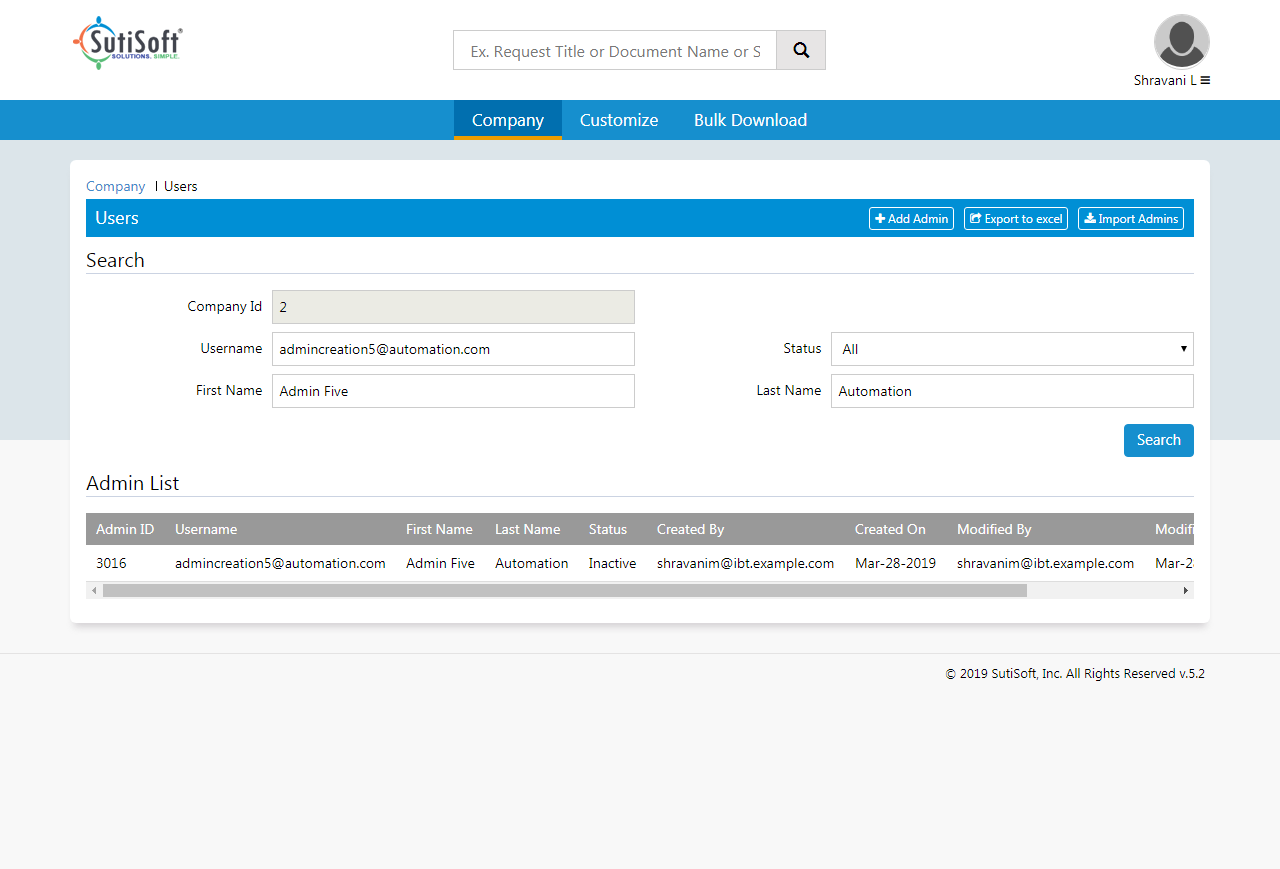 SutiSoft®
SOLUTIONS. SIMPLE.
Ex. Request Title or Document Name or S
Shravani L
Company Customize Bulk Download
Company | Users
Users Add Admin Export to excel Import Admins
Search
Company Id 2
Username admincreation5@automation.com Status All
First Name Admin Five Last Name Automation
Search
Admin List
Admin ID Username First Name Last Name Status Created By Created On Modified By Modifi
3016 admincreation5@automation.com Admin Five Automation Inactive shravanim@ibt.example.com Mar-28-2019 shravanim@ibt.example.com Mar-2
© 2019 SutiSoft, Inc. All Rights Reserved v.5.2